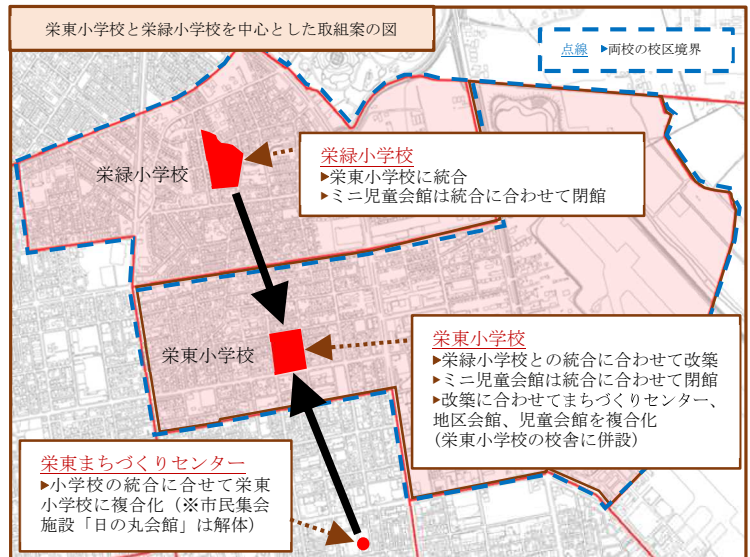 栄東小学校と栄緑小学校を中心とした取組案の図
点線 ▶両校の校区境界
栄緑小学校
栄緑小学校
▶栄東小学校に統合
▶ミニ児童会館は統合に合わせて閉館
栄東小学校
栄東小学校
▶栄緑小学校との統合に合わせて改築
▶ミニ児童会館は統合に合わせて閉館
▶改築に合わせてまちづくりセンター、
地区会館、児童会館を複合化
(栄東小学校の校舎に併設)
栄東まちづくりセンター
▶小学校の統合に合せて栄東
小学校に複合化（※市民集会
施設「日の丸会館」は解体）